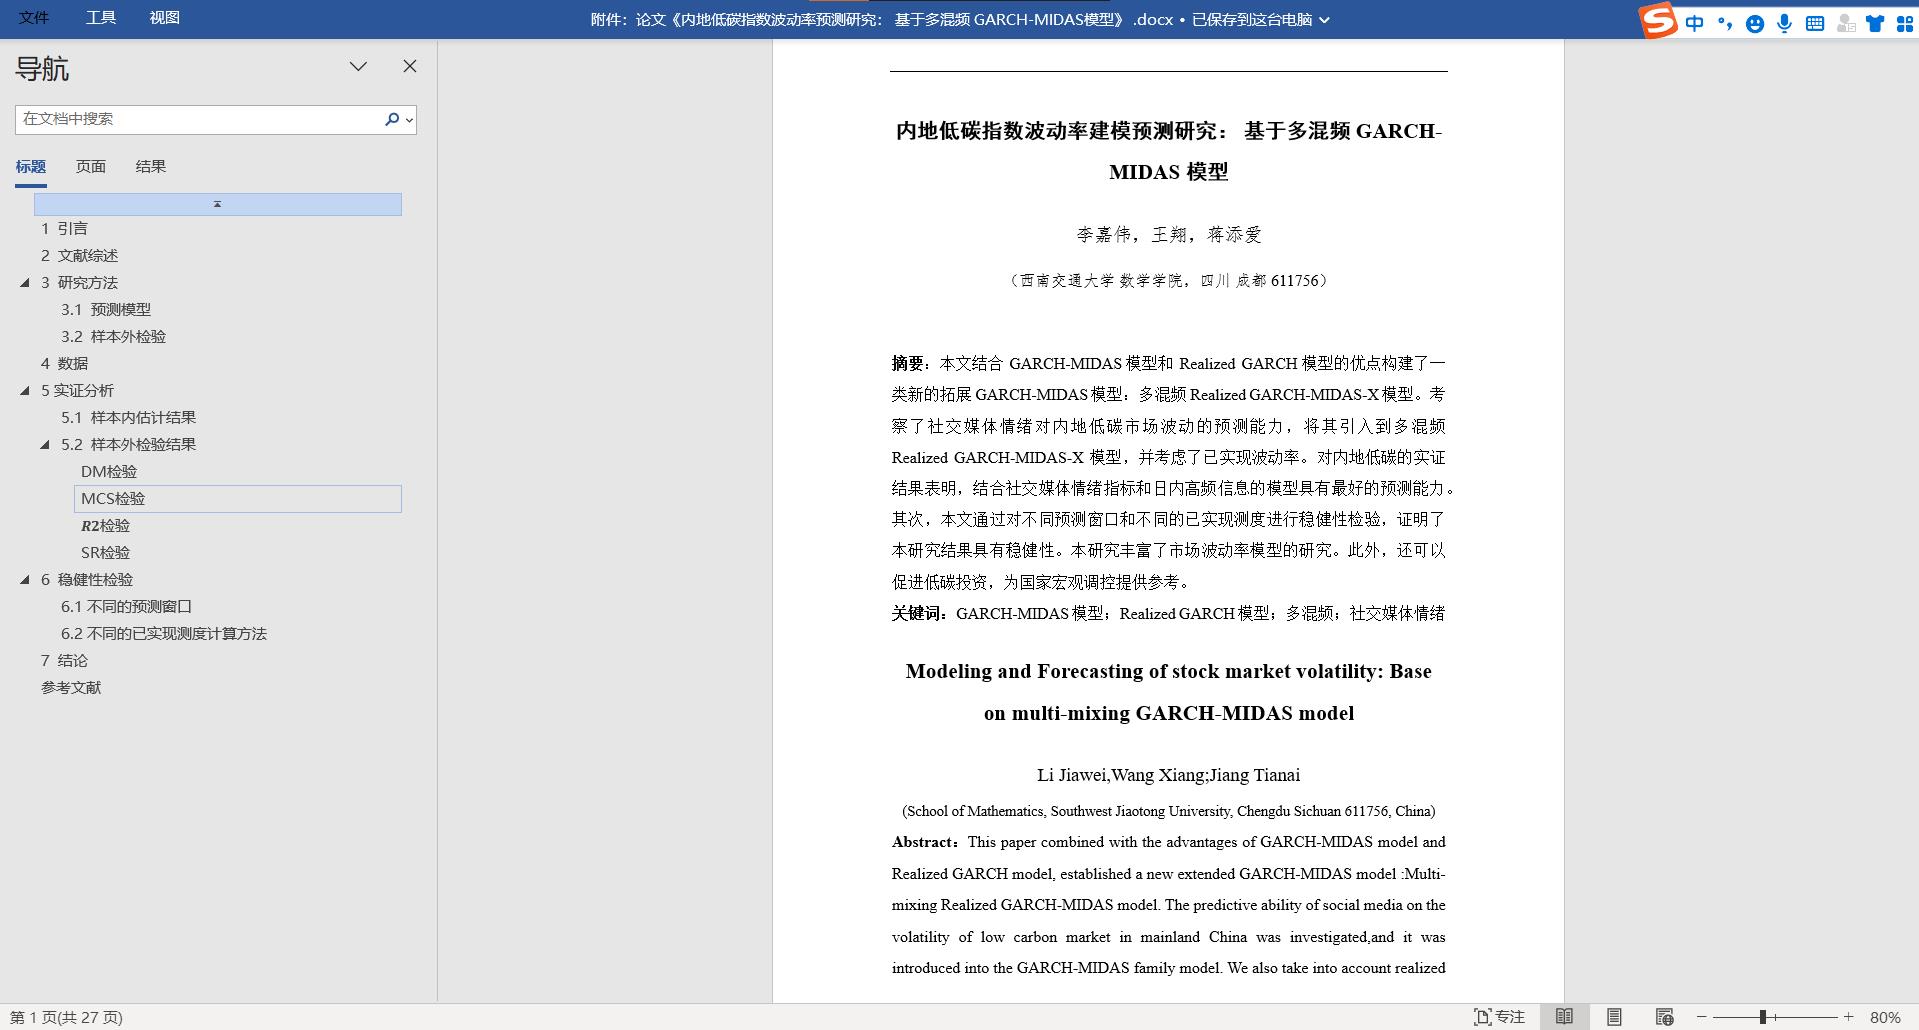 文件 工具 视图
附件：论文《内地低碳指数波动率预测研究： 基于多混频 GARCH-MIDAS模型》 .docx • 已保存到这台电脑
中
导航
在文档中搜索
标题 页面 结果
1 引言
2 文献综述
3 研究方法
3.1 预测模型
3.2 样本外检验
4 数据
5 实证分析
5.1 样本内估计结果
5.2 样本外检验结果
DM检验
MCS检验
R2检验
SR检验
6 稳健性检验
6.1 不同的预测窗口
6.2 不同的已实现测度计算方法
7 结论
参考文献
内地低碳指数波动率建模预测研究： 基于多混频 GARCH-
MIDAS 模型
李嘉伟，王翔，蒋添爱
（西南交通大学 数学学院，四川 成都 611756）
摘要：本文结合 GARCH-MIDAS 模型和 Realized GARCH 模型的优点构建了一
类新的拓展 GARCH-MIDAS 模型：多混频 Realized GARCH-MIDAS-X 模型。考
察了社交媒体情绪对内地低碳市场波动的预测能力，将其引入到多混频
Realized GARCH-MIDAS-X 模型，并考虑了已实现波动率。对内地低碳的实证
结果表明，结合社交媒体情绪指标和日内高频信息的模型具有最好的预测能力。
其次，本文通过对不同预测窗口和不同的已实现测度进行稳健性检验，证明了
本研究结果具有稳健性。本研究丰富了市场波动率模型的研究。此外，还可以
促进低碳投资，为国家宏观调控提供参考。
关键词：GARCH-MIDAS 模型；Realized GARCH 模型；多混频；社交媒体情绪
Modeling and Forecasting of stock market volatility: Base
on multi-mixing GARCH-MIDAS model
Li Jiawei,Wang Xiang;Jiang Tianai
(School of Mathematics, Southwest Jiaotong University, Chengdu Sichuan 611756, China)
Abstract：This paper combined with the advantages of GARCH-MIDAS model and
Realized GARCH model, established a new extended GARCH-MIDAS model :Multi-
mixing Realized GARCH-MIDAS model. The predictive ability of social media on the
volatility of low carbon market in mainland China was investigated,and it was
introduced into the GARCH-MIDAS family model. We also take into account realized
第 1 页(共 27 页)
专注
80%